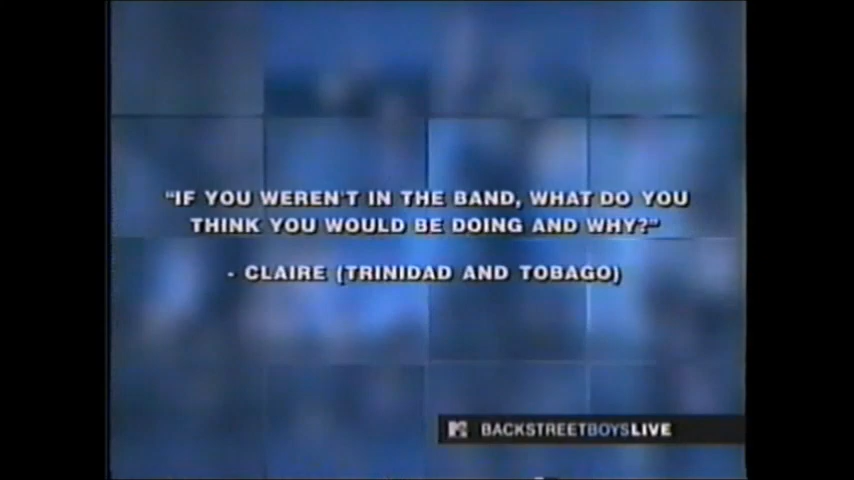 "IF YOU WEREN'T IN THE BAND, WHAT DO YOU
THINK YOU WOULD BE DOING AND WHY?"
- CLAIRE (TRINIDAD AND TOBAGO)
BACKSTREETBOYSLIVE